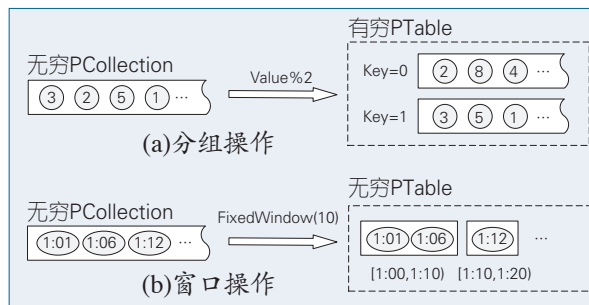 有穷PTable
无穷PCollection
Value%2
Key=0
2 8 4 …
3 2 5 1 …
Key=1
3 5 1 …
(a)分组操作
无穷PTable
无穷PCollection
FixedWindow(10)
1:01 1:06 1:12 …
1:01 1:06 1:12 …
[1:00,1:10) [1:10,1:20)
(b)窗口操作